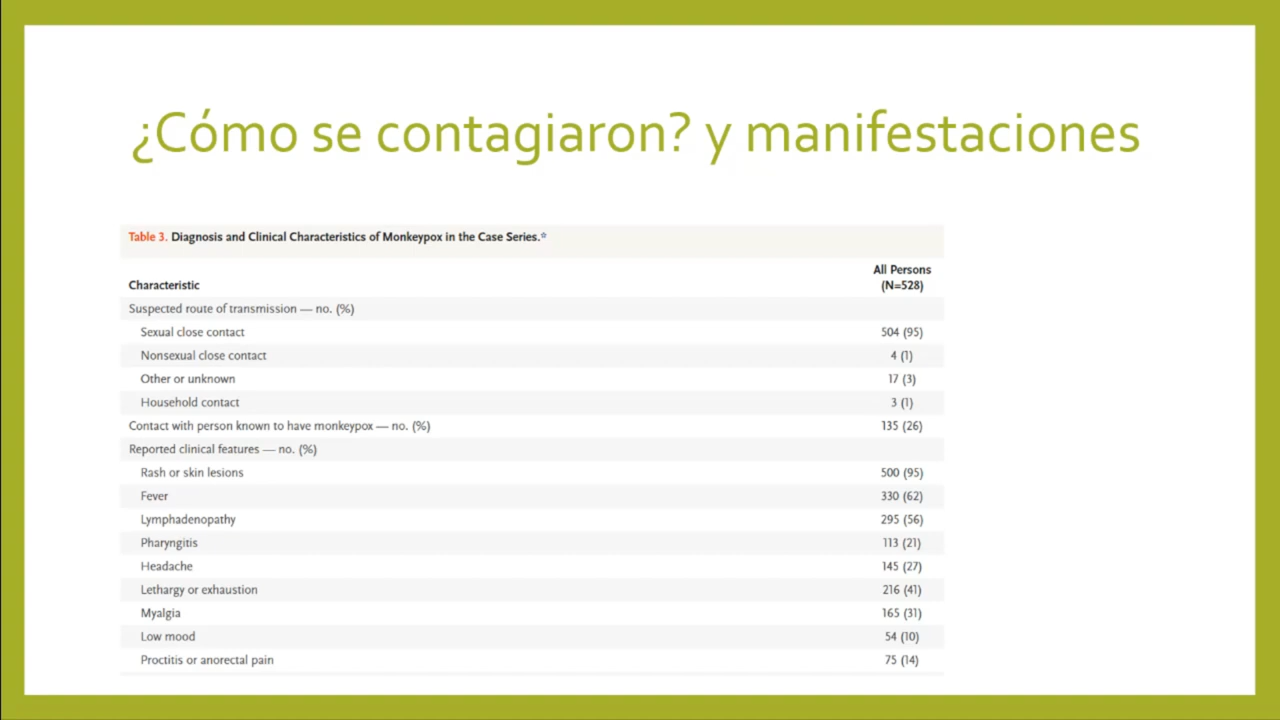 ¿Cómo se contagiaron? y manifestaciones
Table 3. Diagnosis and Clinical Characteristics of Monkeypox in the Case Series.*
Characteristic
All Persons
(N=528)
Suspected route of transmission — no. (%)
Sexual close contact 504 (95)
Nonsexual close contact 4 (1)
Other or unknown 17 (3)
Household contact 3 (1)
Contact with person known to have monkeypox — no. (%) 135 (26)
Reported clinical features — no. (%)
Rash or skin lesions 500 (95)
Fever 330 (62)
Lymphadenopathy 295 (56)
Pharyngitis 113 (21)
Headache 145 (27)
Lethargy or exhaustion 216 (41)
Myalgia 165 (31)
Low mood 54 (10)
Proctitis or anorectal pain 75 (14)